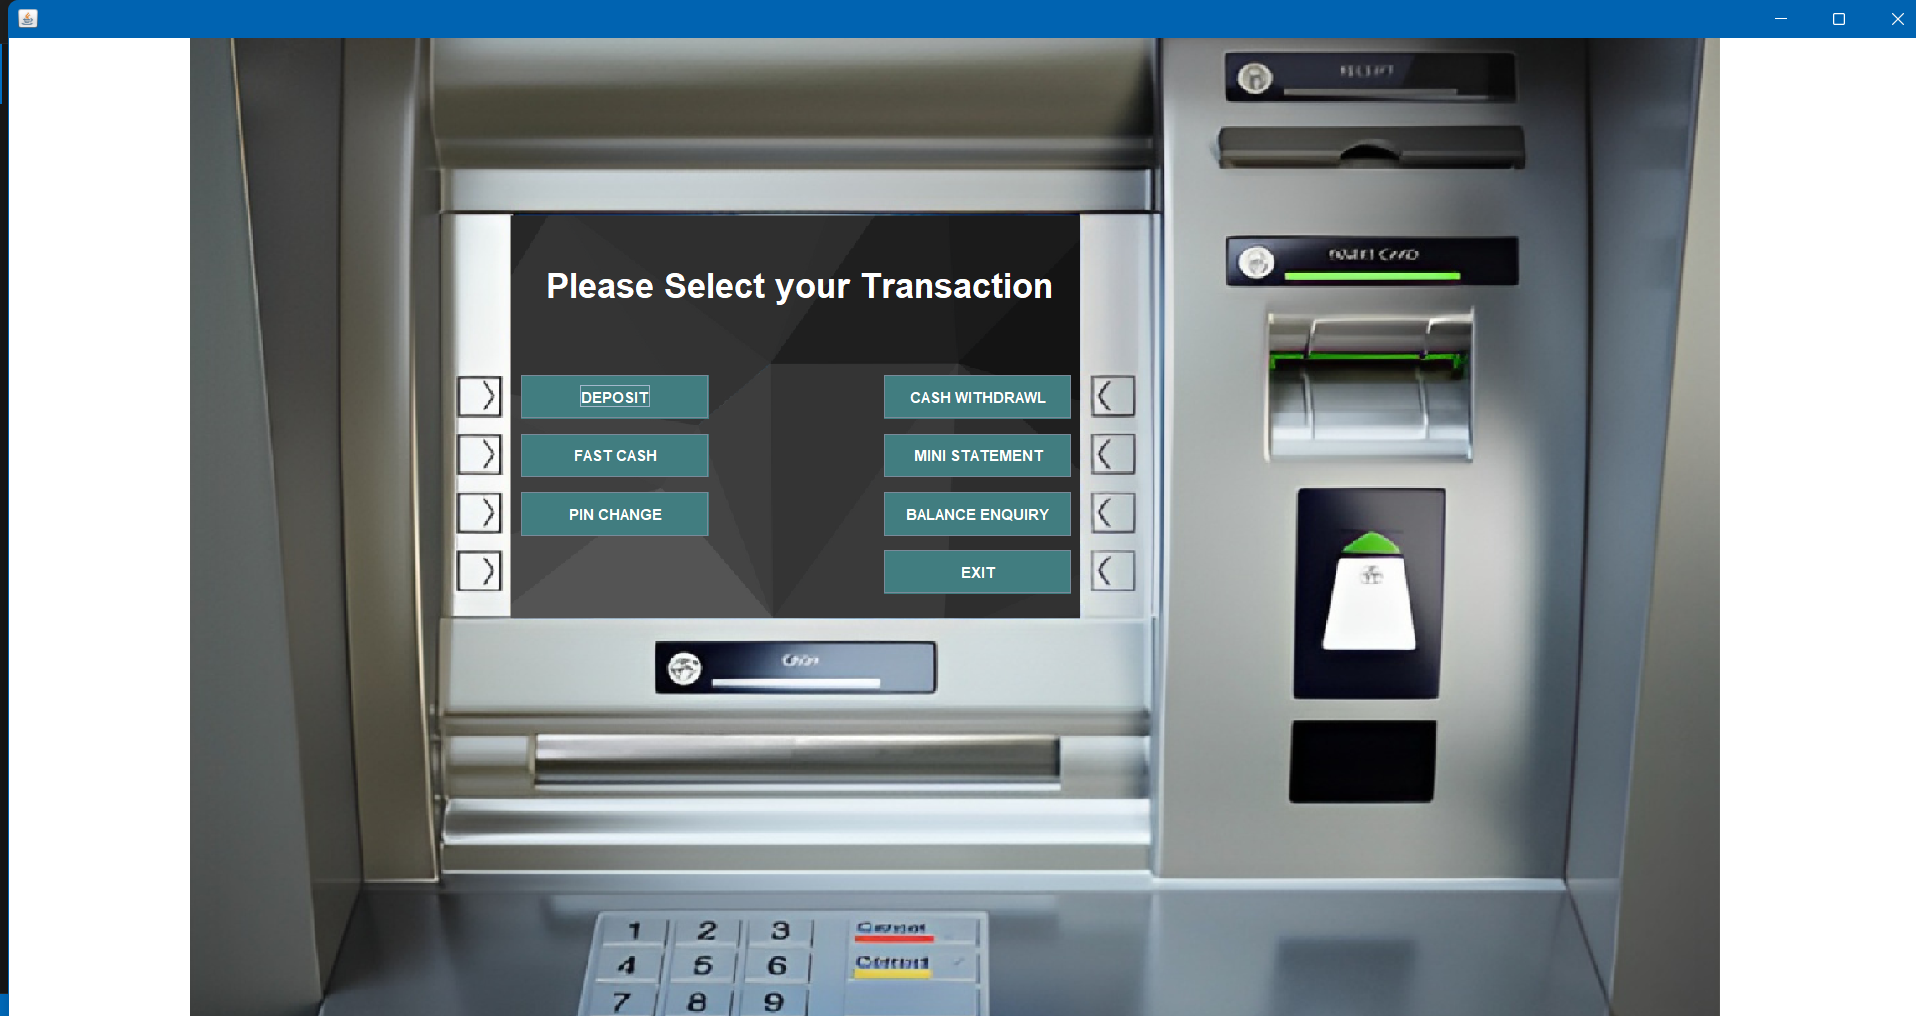 Please Select your Transaction
DEPOSIT
CASH WITHDRAWL
FAST CASH
MINI STATEMENT
PIN CHANGE
BALANCE ENQUIRY
EXIT
1 2 3
4 5 6
7 8 9